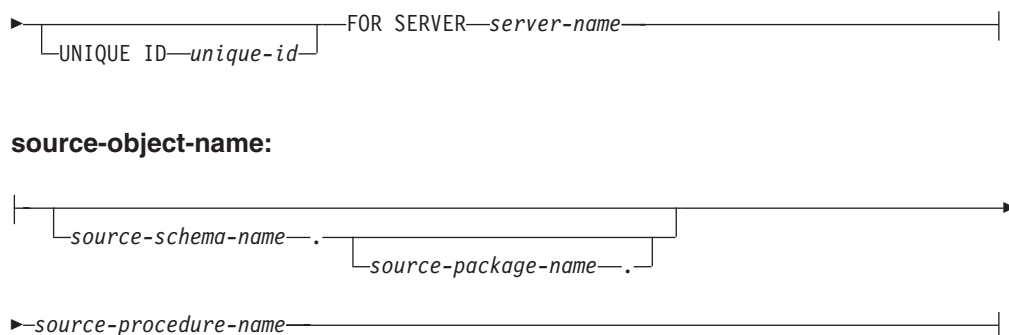 FOR SERVER server-name
UNIQUE ID unique-id
source-object-name:
source-schema-name .
source-package-name .
source-procedure-name